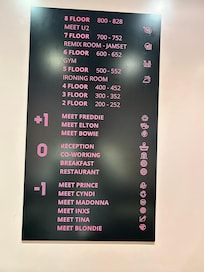 8 FLOOR 800 - 828
MEET U2
7 FLOOR 700 - 752
REMIX ROOM - JAMSET
6 FLOOR 600 - 652
GYM
5 FLOOR 500 - 552
IRONING ROOM
4 FLOOR 400 - 452
3 FLOOR 300 - 352
2 FLOOR 200 - 252
+1 MEET FREDDIE
MEET ELTON
MEET BOWIE
0 RECEPTION
CO-WORKING
BREAKFAST
RESTAURANT
-1 MEET PRINCE
MEET CYNDI
MEET MADONNA
MEET INXS
MEET TINA
MEET BLONDIE